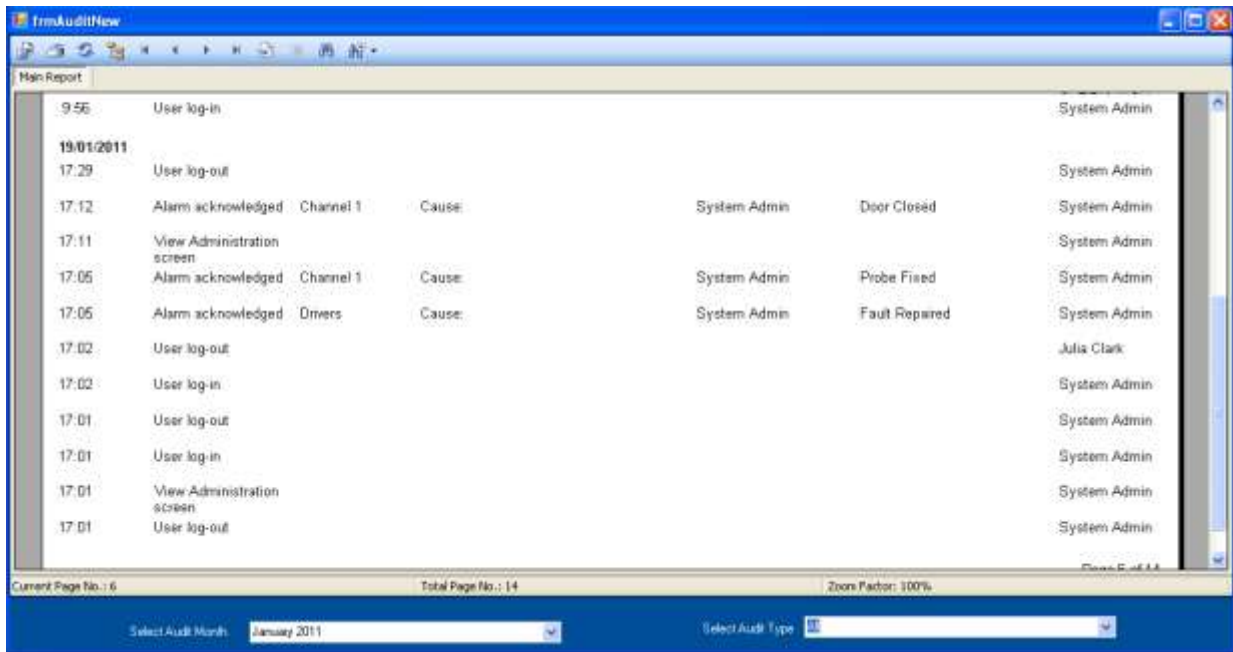 frmAuditNew
Main Report
9:56 User log-in System Admin
19/01/2011
17:29 User log-out System Admin
17:12 Alarm acknowledged Channel 1 Cause: System Admin Door Closed System Admin
17:11 View Administration screen System Admin
17:05 Alarm acknowledged Channel 1 Cause: System Admin Probe Fixed System Admin
17:05 Alarm acknowledged Drivers Cause: System Admin Fault Repaired System Admin
17:02 User log-out Julia Clark
17:02 User log-in System Admin
17:01 User log-out System Admin
17:01 User log-in System Admin
17:01 View Administration screen System Admin
17:01 User log-out System Admin
Current Page No.: 6 Total Page No.: 14 Zoom Factor: 100%
Select Audit Month January 2011 Select Audit Type